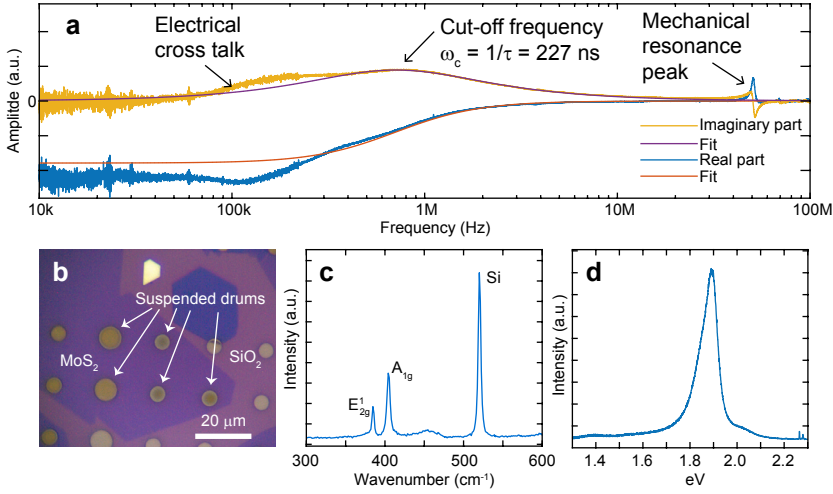 a
Electrical
cross talk
Cut-off frequency
ω_c = 1/τ = 227 ns
Mechanical
resonance
peak
Amplitde (a.u.)
0
Imaginary part
Fit
Real part
Fit
10k 100k 1M 10M 100M
Frequency (Hz)
b
Suspended drums
MoS₂
SiO₂
20 μm
c
Si
A₁g
E¹₂g
Intensity (a.u.)
300 400 500 600
Wavenumber (cm⁻¹)
d
Intensity (a.u.)
1.4 1.6 1.8 2.0 2.2
eV